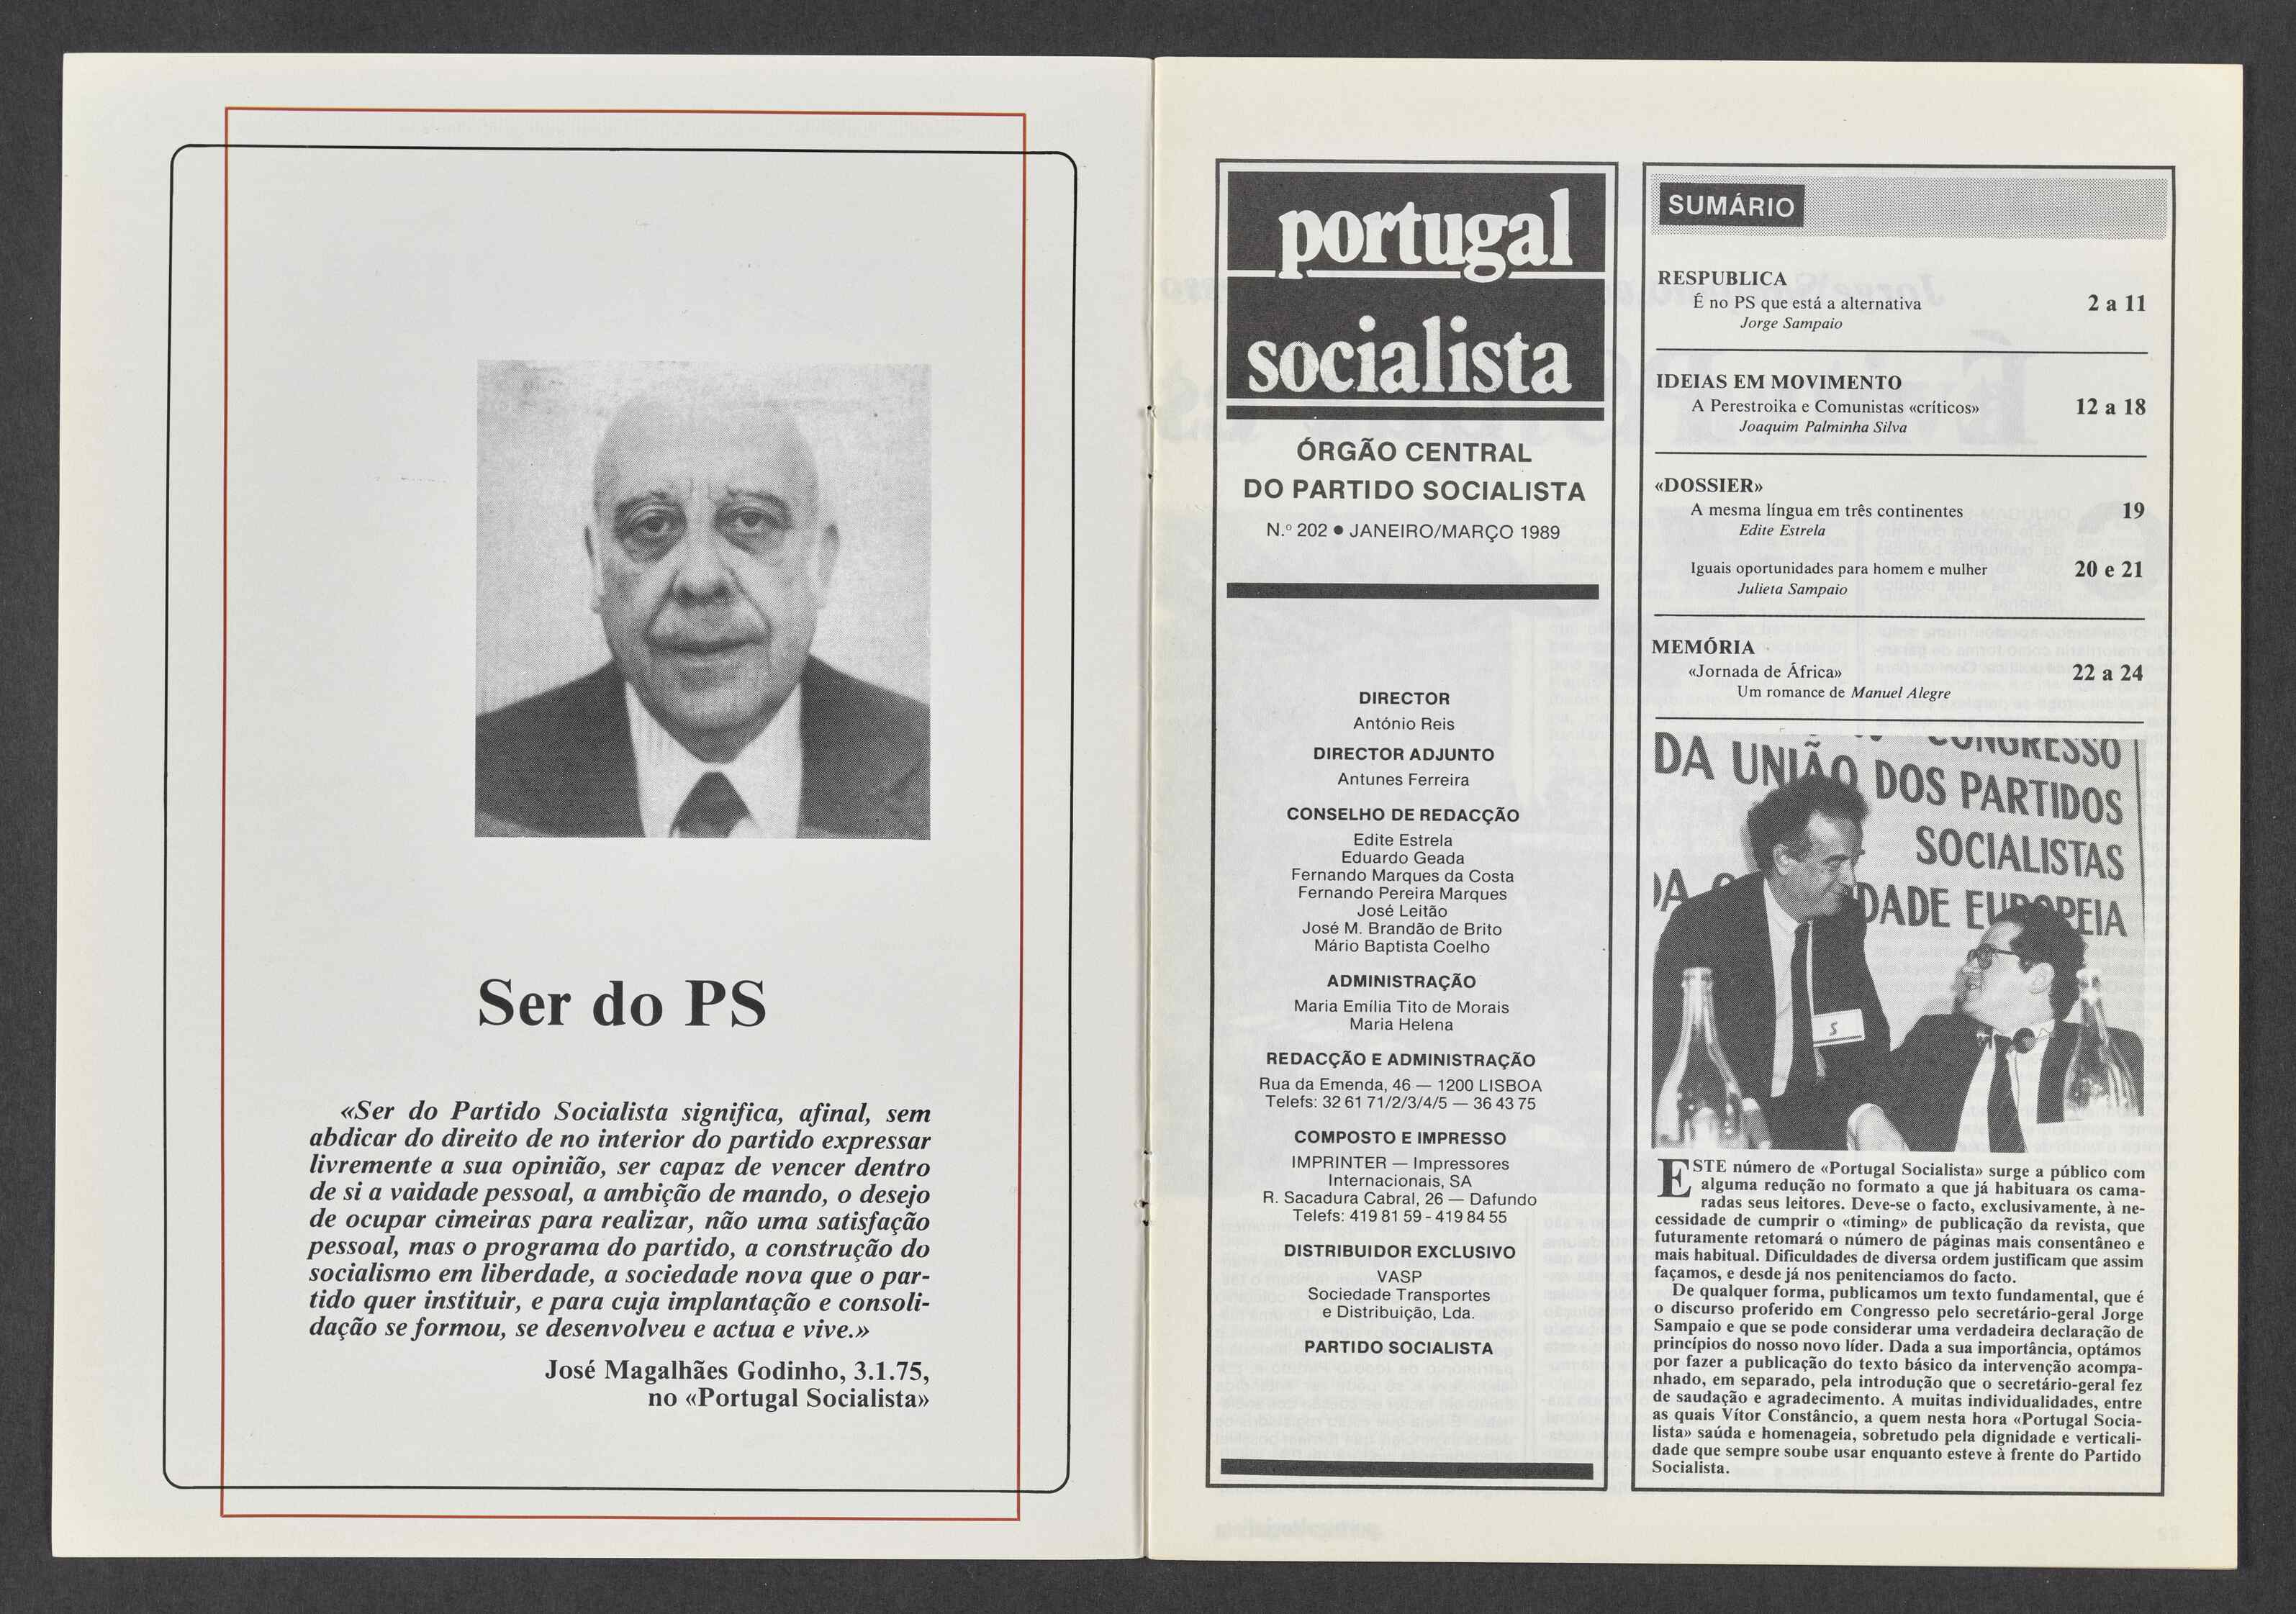 Ser do PS
«Ser do Partido Socialista significa, afinal, sem
abdicar do direito de no interior do partido expressar
livremente a sua opinião, ser capaz de vencer dentro
de si a vaidade pessoal, a ambição de mando, o desejo
de ocupar cimeiras para realizar, não uma satisfação
pessoal, mas o programa do partido, a construção do
socialismo em liberdade, a sociedade nova que o par-
tido quer instituir, e para cuja implantação e consoli-
dação se formou, se desenvolveu e actua e vive.»
José Magalhães Godinho, 3.1.75,
no «Portugal Socialista»
portugal
socialista
ÓRGÃO CENTRAL
DO PARTIDO SOCIALISTA
N.º 202 ● JANEIRO/MARÇO 1989
DIRECTOR
António Reis
DIRECTOR ADJUNTO
Antunes Ferreira
CONSELHO DE REDACÇÃO
Edite Estrela
Eduardo Geada
Fernando Marques da Costa
Fernando Pereira Marques
José Leitão
José M. Brandão de Brito
Mário Baptista Coelho
ADMINISTRAÇÃO
Maria Emília Tito de Morais
Maria Helena
REDACÇÃO E ADMINISTRAÇÃO
Rua da Emenda, 46 — 1200 LISBOA
Telefs: 32 61 71/2/3/4/5 — 36 43 75
COMPOSTO E IMPRESSO
IMPRINTER — Impressores
Internacionais, SA
R. Sacadura Cabral, 26 — Dafundo
Telefs: 419 81 59 - 419 84 55
DISTRIBUIDOR EXCLUSIVO
VASP
Sociedade Transportes
e Distribuição, Lda.
PARTIDO SOCIALISTA
SUMÁRIO
RESPUBLICA
É no PS que está a alternativa 2 a 11
Jorge Sampaio
IDEIAS EM MOVIMENTO
A Perestroika e Comunistas «críticos» 12 a 18
Joaquim Palminha Silva
«DOSSIER»
A mesma língua em três continentes 19
Edite Estrela
Iguais oportunidades para homem e mulher 20 e 21
Julieta Sampaio
MEMÓRIA
«Jornada de África» 22 a 24
Um romance de Manuel Alegre
CONGRESSO
DA UNIÃO DOS PARTIDOS
SOCIALISTAS
DADE EUROPEIA
S
ESTE número de «Portugal Socialista» surge a público com
alguma redução no formato a que já habituara os cama-
radas seus leitores. Deve-se o facto, exclusivamente, à ne-
cessidade de cumprir o «timing» de publicação da revista, que
futuramente retomará o número de páginas mais consentâneo e
mais habitual. Dificuldades de diversa ordem justificam que assim
façamos, e desde já nos penitenciamos do facto.
De qualquer forma, publicamos um texto fundamental, que é
o discurso proferido em Congresso pelo secretário-geral Jorge
Sampaio e que se pode considerar uma verdadeira declaração de
princípios do nosso novo líder. Dada a sua importância, optámos
por fazer a publicação do texto básico da intervenção acompa-
nhado, em separado, pela introdução que o secretário-geral fez
de saudação e agradecimento. A muitas individualidades, entre
as quais Vítor Constâncio, a quem nesta hora «Portugal Socia-
lista» saúda e homenageia, sobretudo pela dignidade e verticali-
dade que sempre soube usar enquanto esteve à frente do Partido
Socialista.